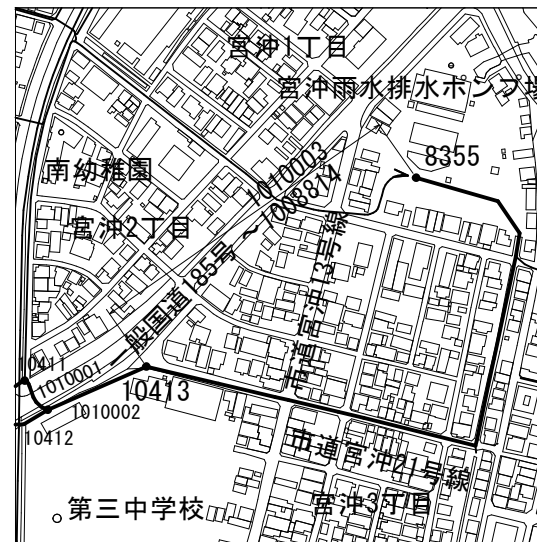 宮沖1丁目
宮沖雨水排水ポンプ場
8355
南幼稚園
1010003
宮沖2丁目
一般国道185号 ~ 1008814
市道宮沖13号線
10411
1010001
10413
1010002
10412
市道宮沖21号線
宮沖3丁目
第三中学校